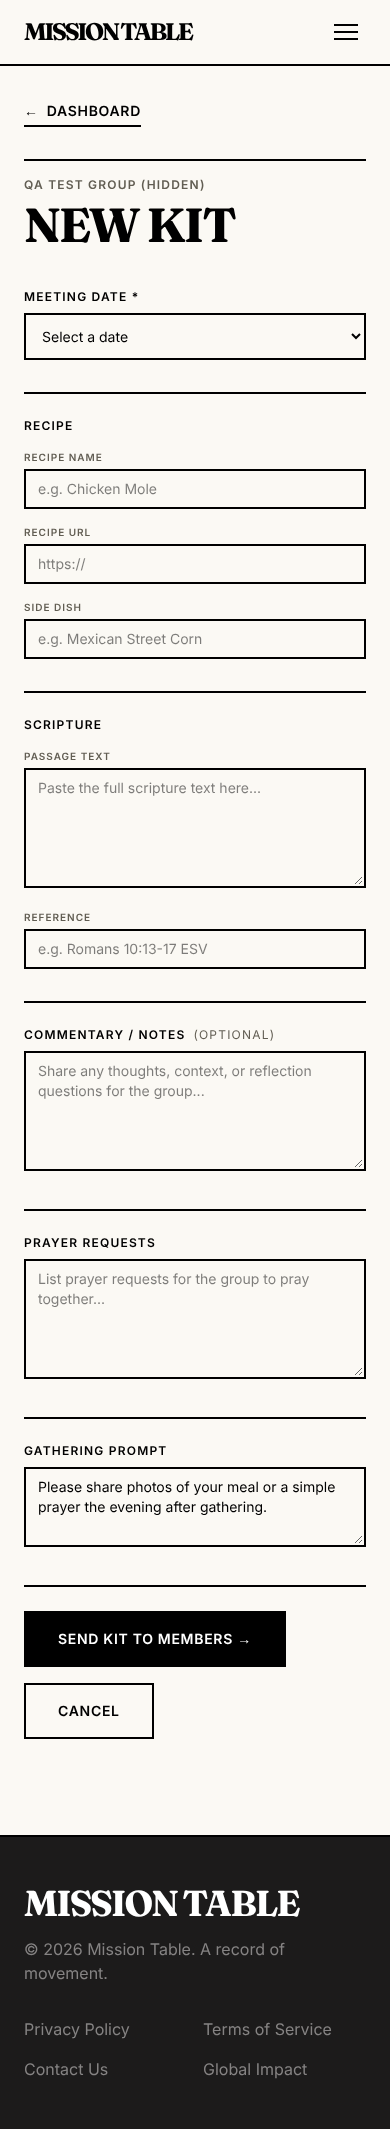 MISSION TABLE
← DASHBOARD
QA TEST GROUP (HIDDEN)
NEW KIT
MEETING DATE *
Select a date
RECIPE
RECIPE NAME
e.g. Chicken Mole
RECIPE URL
https://
SIDE DISH
e.g. Mexican Street Corn
SCRIPTURE
PASSAGE TEXT
Paste the full scripture text here...
REFERENCE
e.g. Romans 10:13-17 ESV
COMMENTARY / NOTES (OPTIONAL)
Share any thoughts, context, or reflection
questions for the group...
PRAYER REQUESTS
List prayer requests for the group to pray
together...
GATHERING PROMPT
Please share photos of your meal or a simple
prayer the evening after gathering.
SEND KIT TO MEMBERS →
CANCEL
MISSION TABLE
© 2026 Mission Table. A record of
movement.
Privacy Policy Terms of Service
Contact Us Global Impact